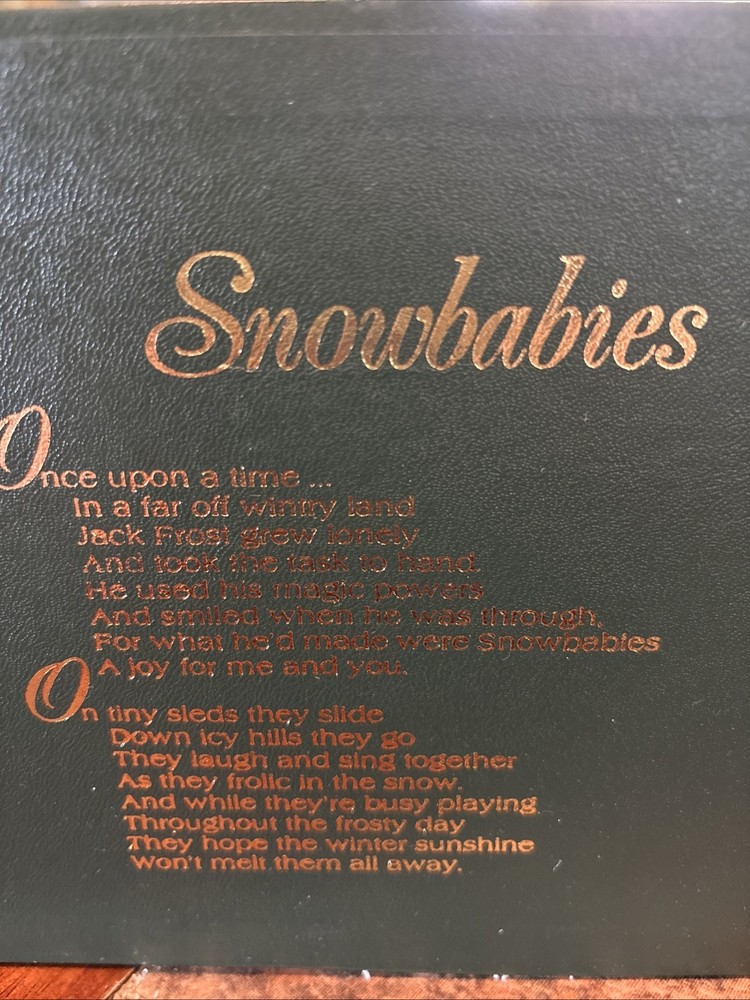 Snowbabies
Once upon a time ...
In a far off wintry land
Jack Frost grew lonely
And took the task to hand.
He used his magic powers
And smiled when he was through,
For what he'd made were Snowbabies
A joy for me and you.
On tiny sleds they slide
Down icy hills they go
They laugh and sing together
As they frolic in the snow.
And while they're busy playing
Throughout the frosty day
They hope the winter sunshine
Won't melt them all away.